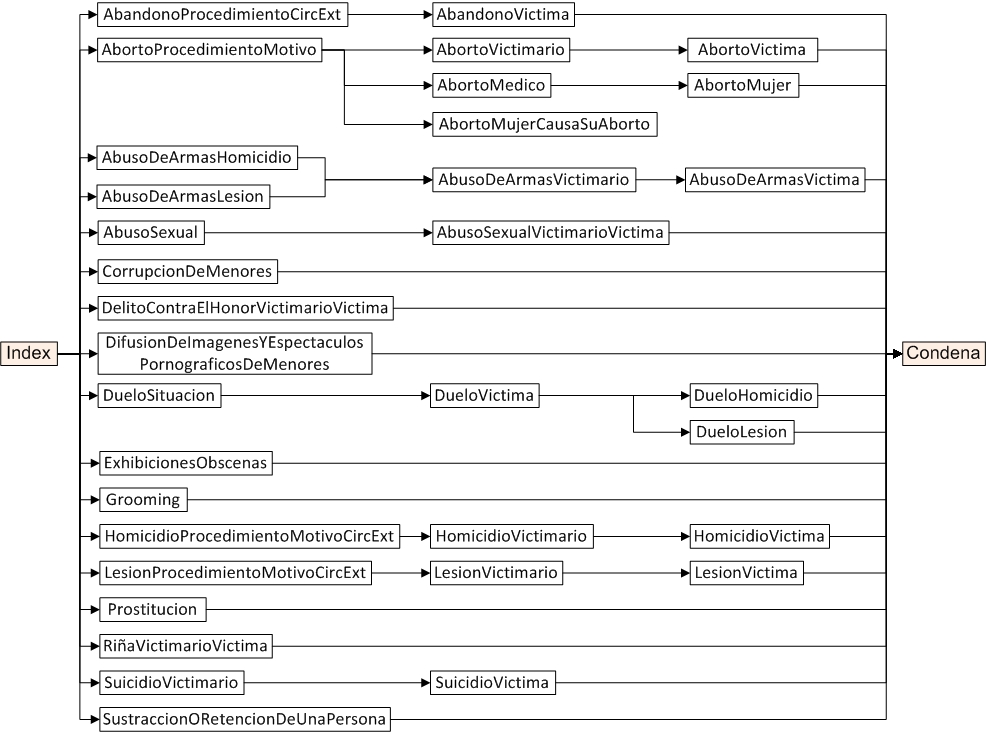 AbandonoProcedimientoCircExt
AbandonoVictima
AbortoProcedimientoMotivo
AbortoVictimario
AbortoVictima
AbortoMedico
AbortoMujer
AbortoMujerCausaSuAborto
AbusoDeArmasHomicidio
AbusoDeArmasVictimario
AbusoDeArmasVictima
AbusoDeArmasLesion
AbusoSexual
AbusoSexualVictimarioVictima
CorrupcionDeMenores
DelitoContraElHonorVictimarioVictima
Index
DifusionDeImagenesYEspectaculos
PornograficosDeMenores
Condena
DueloSituacion
DueloVictima
DueloHomicidio
DueloLesion
ExhibicionesObscenas
Grooming
HomicidioProcedimientoMotivoCircExt
HomicidioVictimario
HomicidioVictima
LesionProcedimientoMotivoCircExt
LesionVictimario
LesionVictima
Prostitucion
RiñaVictimarioVictima
SuicidioVictimario
SuicidioVictima
SustraccionORetencionDeUnaPersona